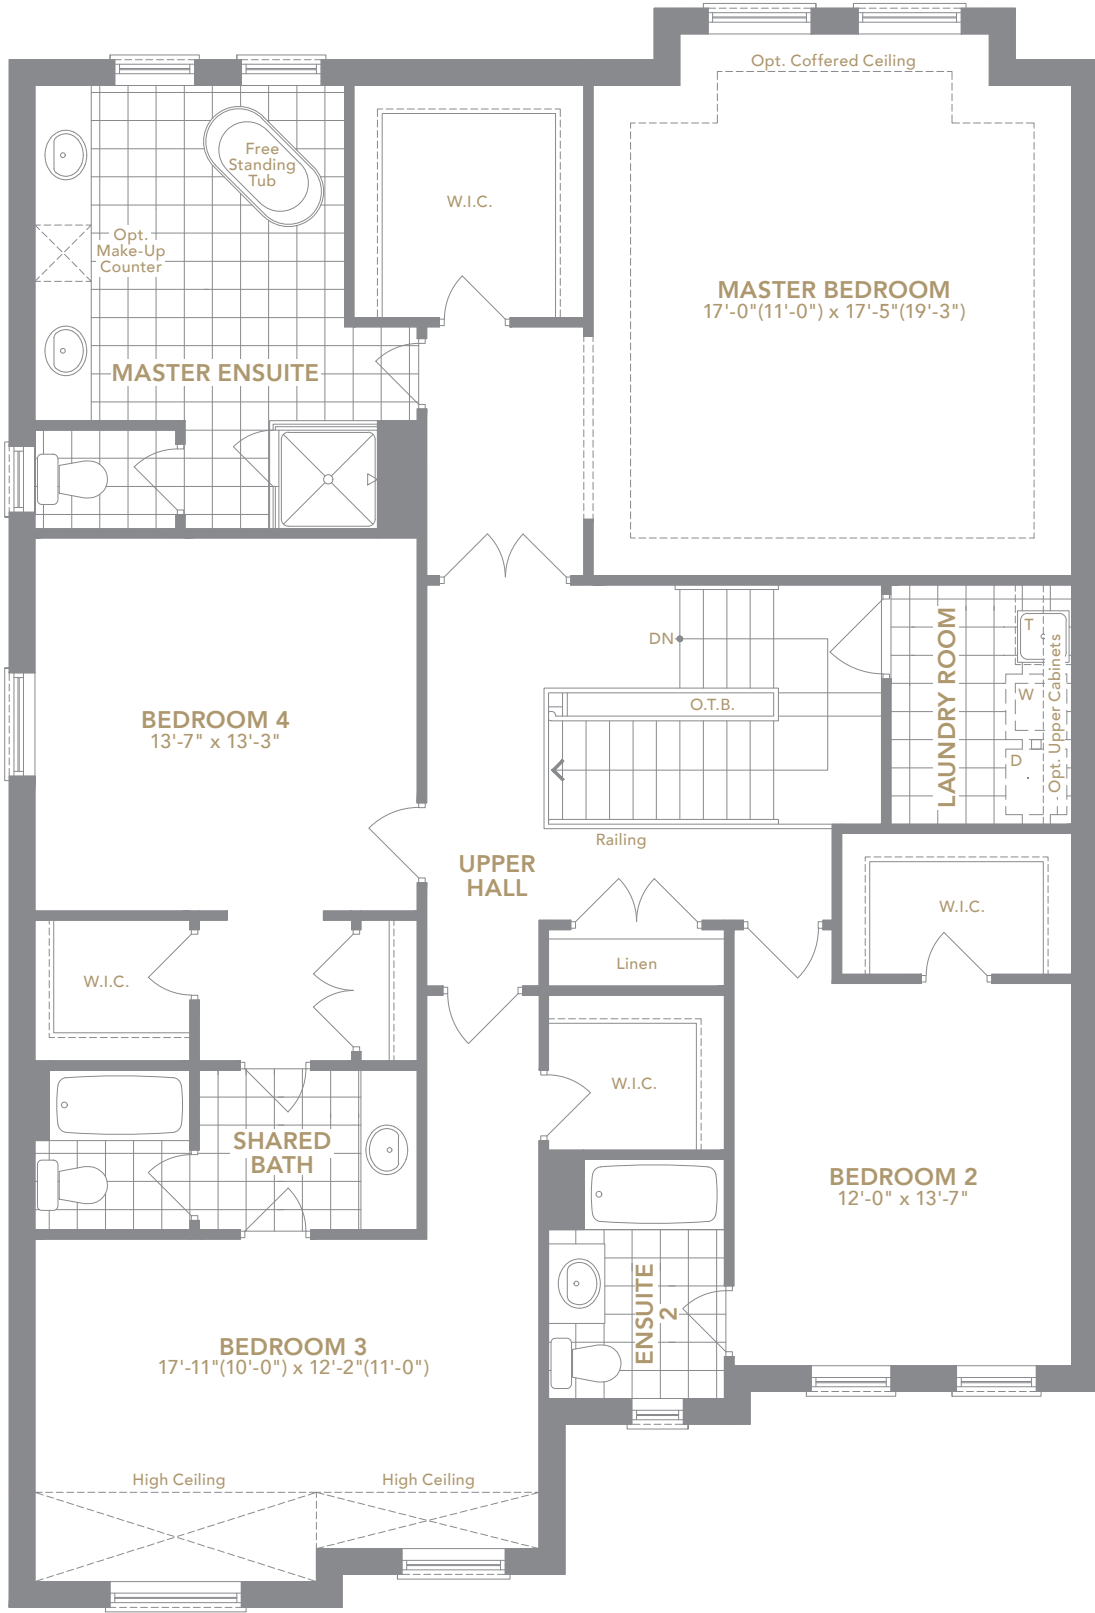 Opt. Coffered Ceiling
Free
Standing
Tub
W.I.C.
Opt.
Make-Up
Counter
MASTER BEDROOM
17'-0"(11'-0") x 17'-5"(19'-3")
MASTER ENSUITE
DN
LAUNDRY ROOM
T
W
D
Opt. Upper Cabinets
O.T.B.
BEDROOM 4
13'-7" x 13'-3"
Railing
UPPER
HALL
W.I.C.
Linen
W.I.C.
W.I.C.
SHARED
BATH
BEDROOM 2
12'-0" x 13'-7"
ENSUITE
2
BEDROOM 3
17'-11"(10'-0") x 12'-2"(11'-0")
High Ceiling
High Ceiling